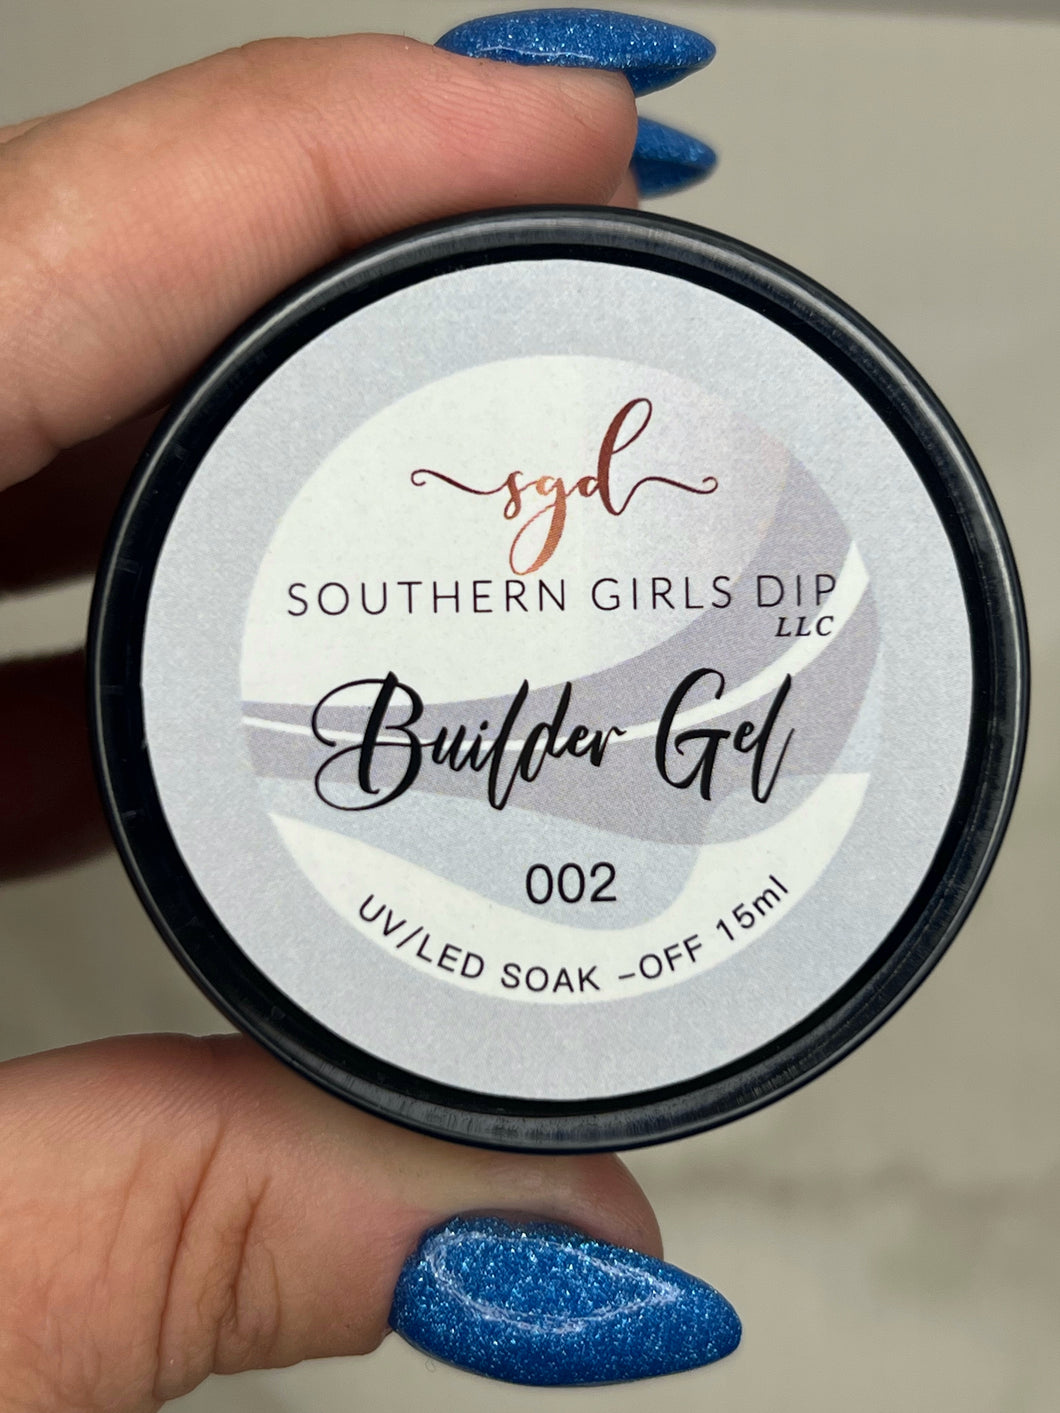 sgd
SOUTHERN GIRLS DIP
LLC
Builder Gel
002
UV/LED SOAK -OFF 15ml